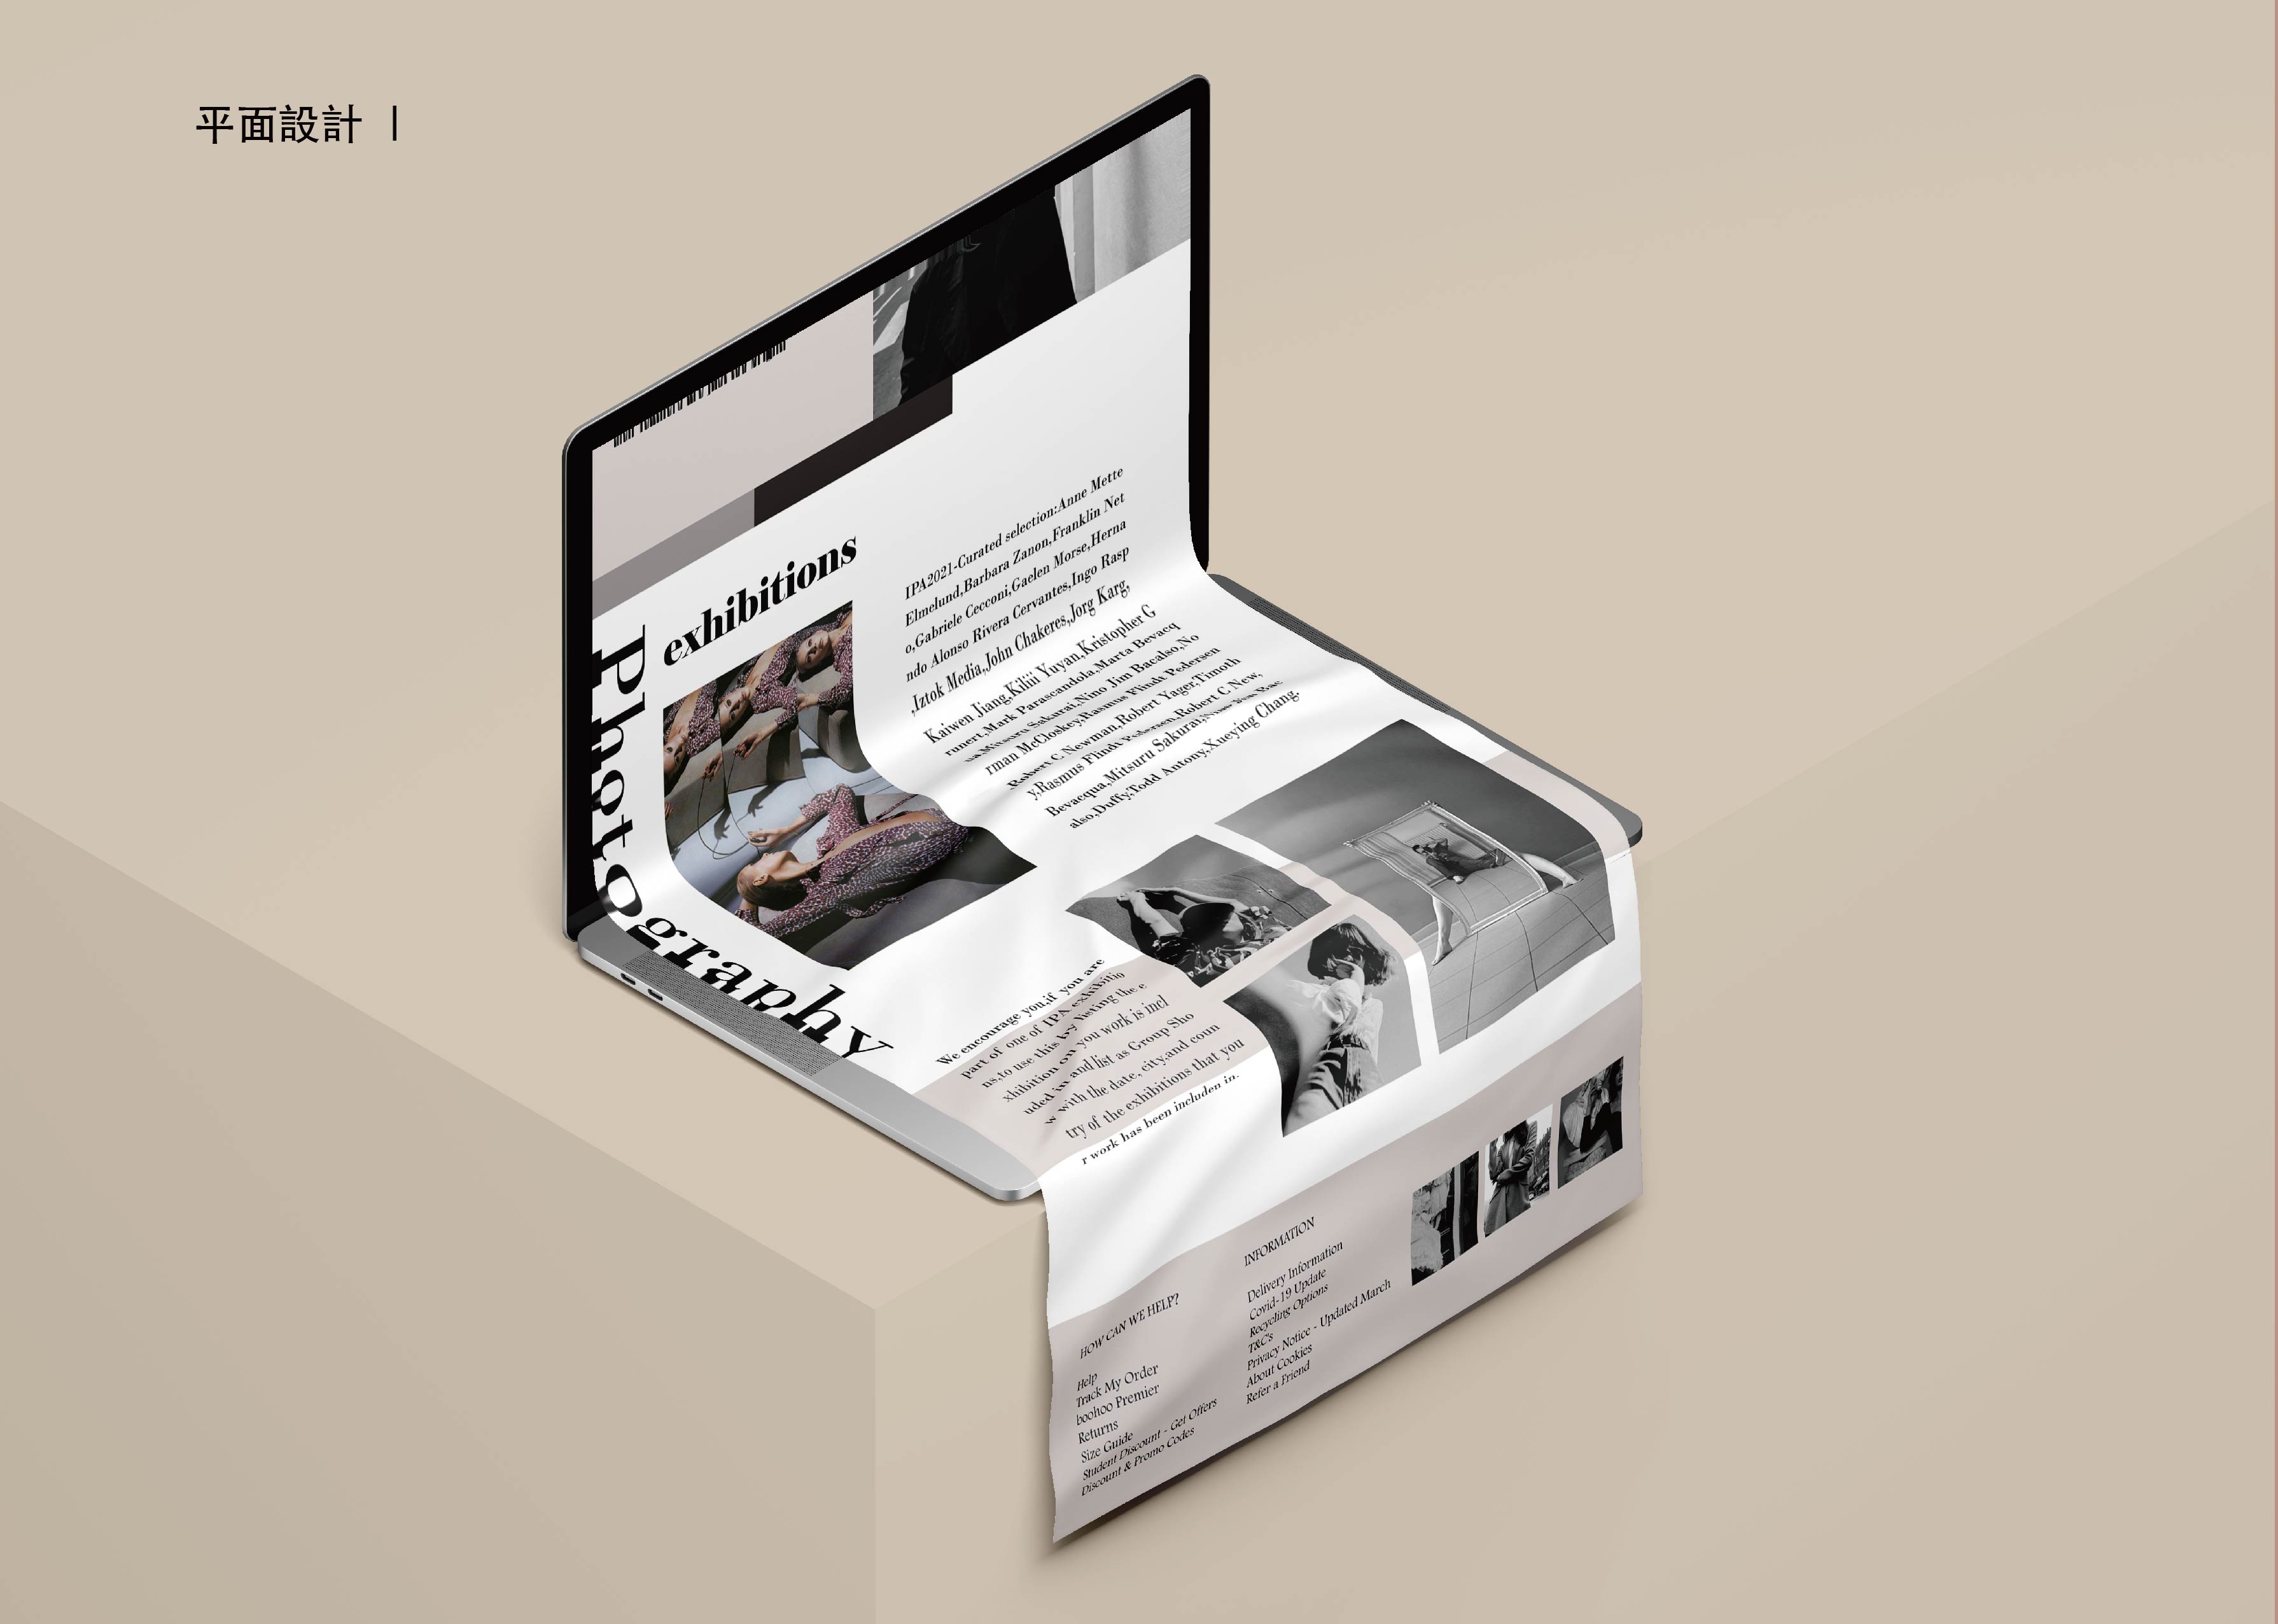 平面設計 |
exhibitions
Photography
IPA2021-Curated selection:Anne Mette
Elmelund,Barbara Zanon,Franklin Net
o,Gabriele Cecconi,Gaelen Morse,Herna
ndo Alonso Rivera Cervantes,Ingo Rasp
,Iztok Media,John Chakeres,Jorg Karg,
Kaiwen Jiang,Kiliii Yuyan,Kristopher G
runert,Mark Parascandola,Marta Bevacq
ua,Mitsuru Sakurai,Nino Jim Bacalso,No
rman McCloskey,Rasmus Flindt Pedersen
,Robert C Newman,Robert Yager,Timoth
y,Rasmus Flindt Pedersen,Robert C New,
Bevacqua,Mitsuru Sakurai,
also,Duffy,Todd Antony,Xueying Chang.
We encourage you,if you are
part of one of IPA exhibitio
ns,to use this by listing the e
xhibition on you work is incl
uded in and list as Group Sho
w with the date, city,and coun
try of the exhibitions that you
r work has been includen in.
HOW CAN WE HELP?
Help
Track My Order
boohoo Premier
Returns
Size Guide
Student Discount - Get Offers
Discount & Promo Codes
INFORMATION
Delivery Information
Covid-19 Update
Recycling Options
T&C's
Privacy Notice - Updated March
About Cookies
Refer a Friend